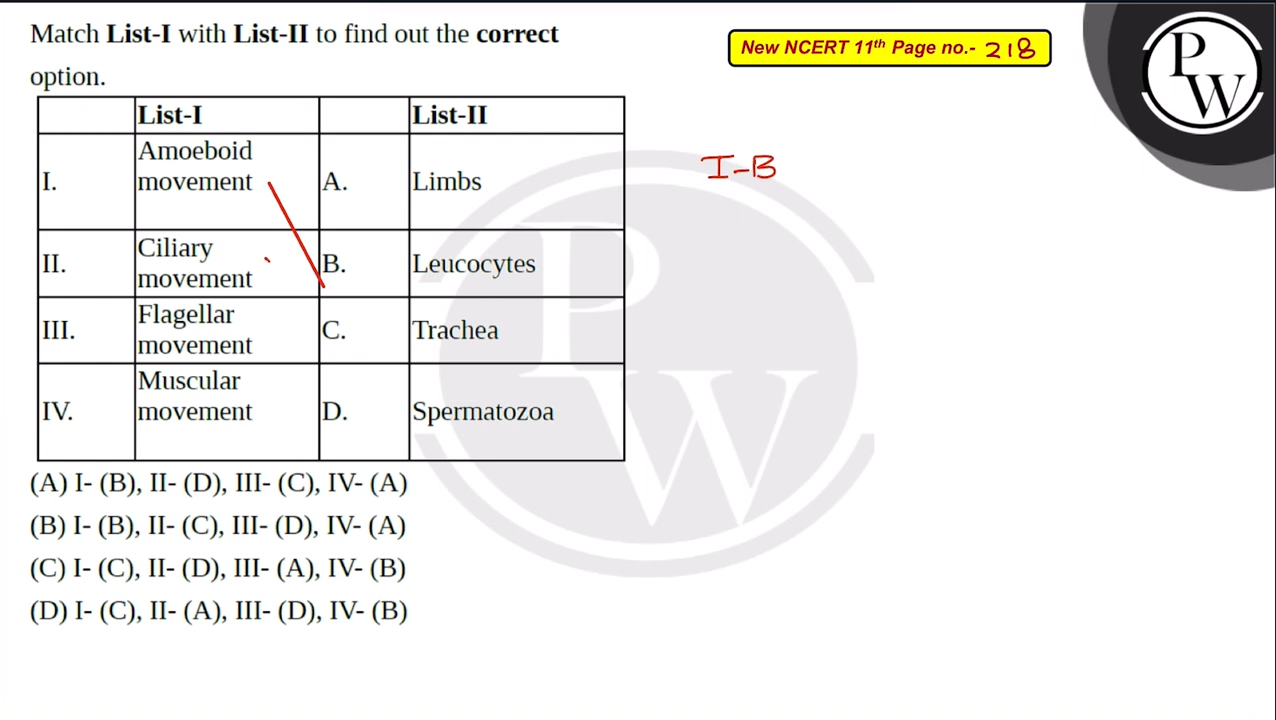 Match List-I with List-II to find out the correct
option.
New NCERT 11th Page no.- 218
PW
List-I List-II
I. Amoeboid movement A. Limbs
II. Ciliary movement B. Leucocytes
III. Flagellar movement C. Trachea
IV. Muscular movement D. Spermatozoa
I-B
(A) I- (B), II- (D), III- (C), IV- (A)
(B) I- (B), II- (C), III- (D), IV- (A)
(C) I- (C), II- (D), III- (A), IV- (B)
(D) I- (C), II- (A), III- (D), IV- (B)
PW